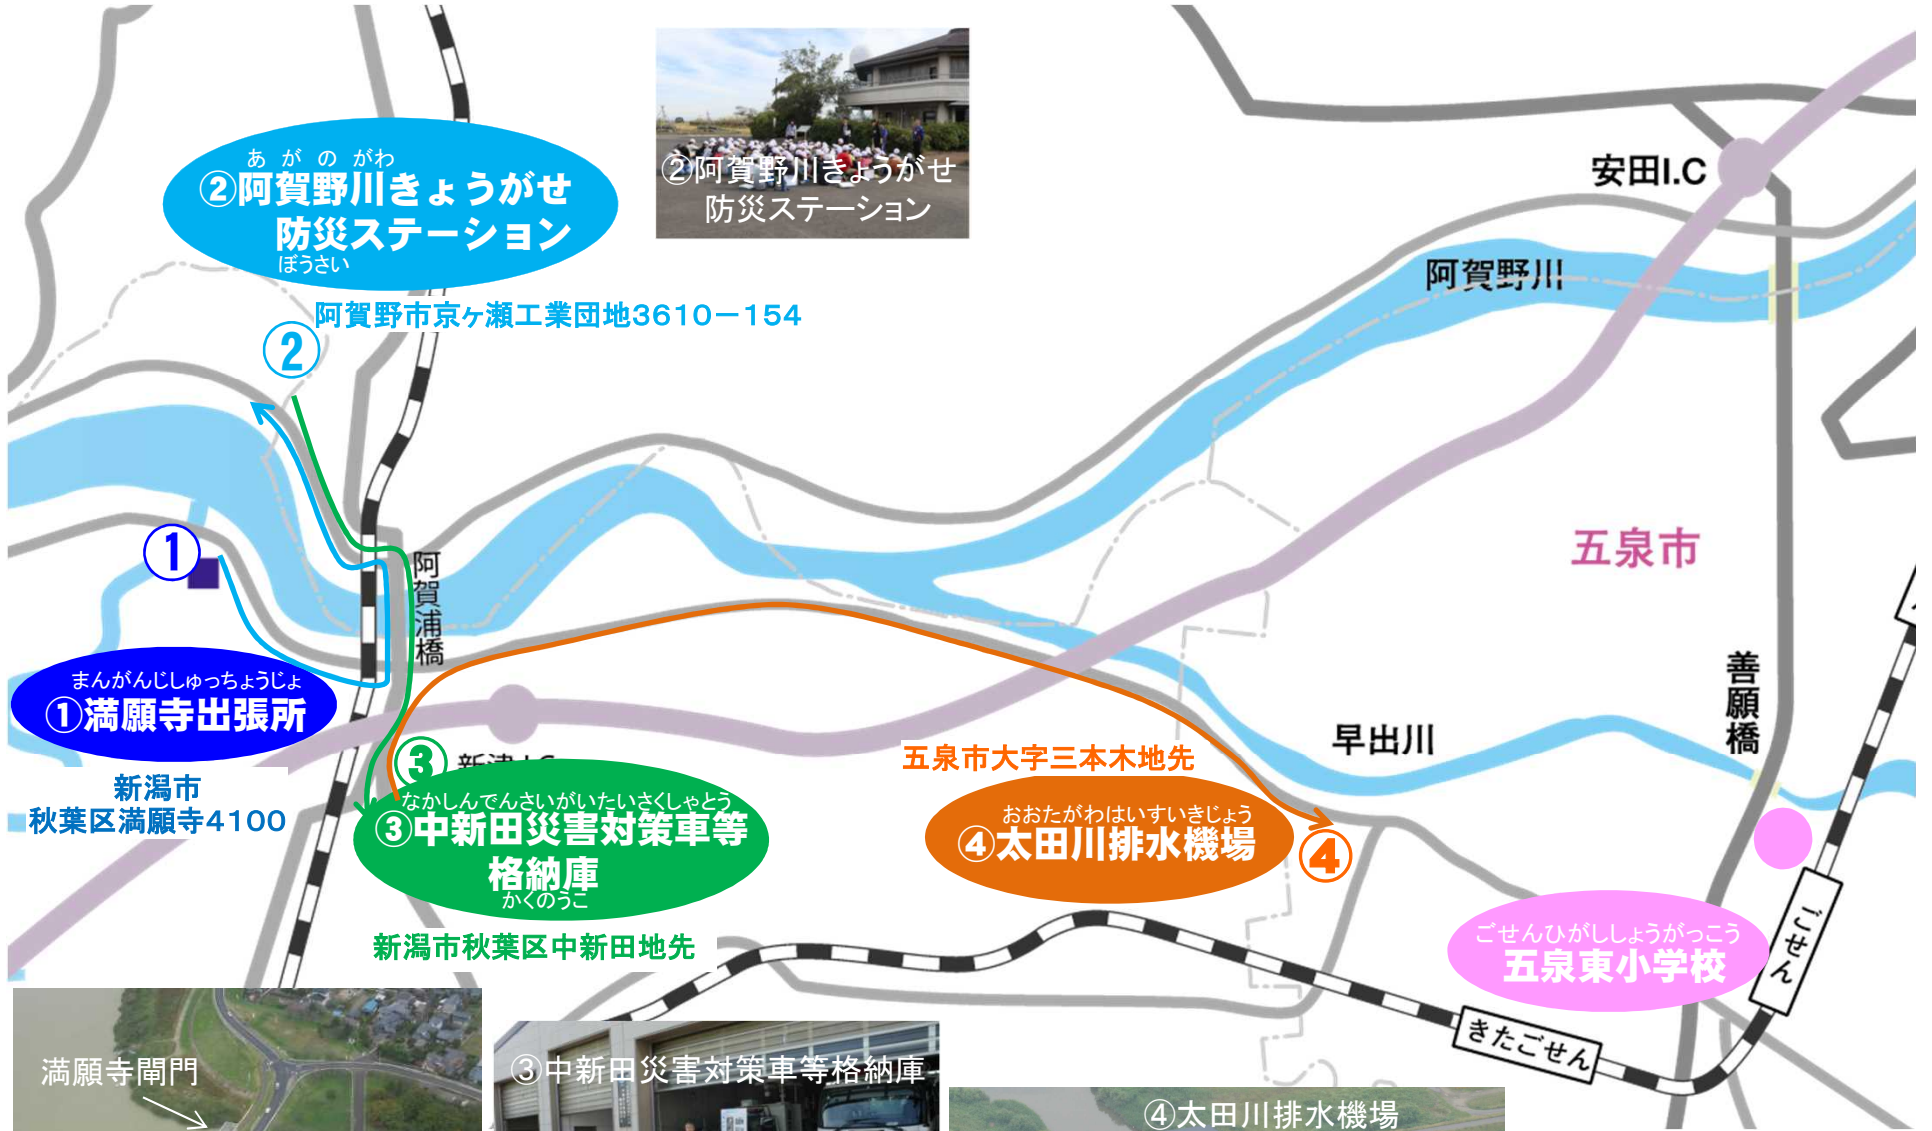 あがのがわ
②阿賀野川きょうがせ
防災ステーション
ぼうさい
②阿賀野川きょうがせ
防災ステーション
阿賀野市京ヶ瀬工業団地3610－154
②
安田I.C
阿賀野川
①
阿賀浦橋
五泉市
まんがんじしゅっちょうじょ
①満願寺出張所
新潟市
秋葉区満願寺4100
③
なかしんでんさいがいたいさくしゃとう
③中新田災害対策車等
格納庫
かくのうこ
新潟市秋葉区中新田地先
五泉市大字三本木地先
おおたがわはいすいきじょう
④太田川排水機場
④
早出川
善願橋
ごせんひがししょうがっこう
五泉東小学校
ごせん
きたごせん
満願寺閘門
③中新田災害対策車等格納庫
④太田川排水機場